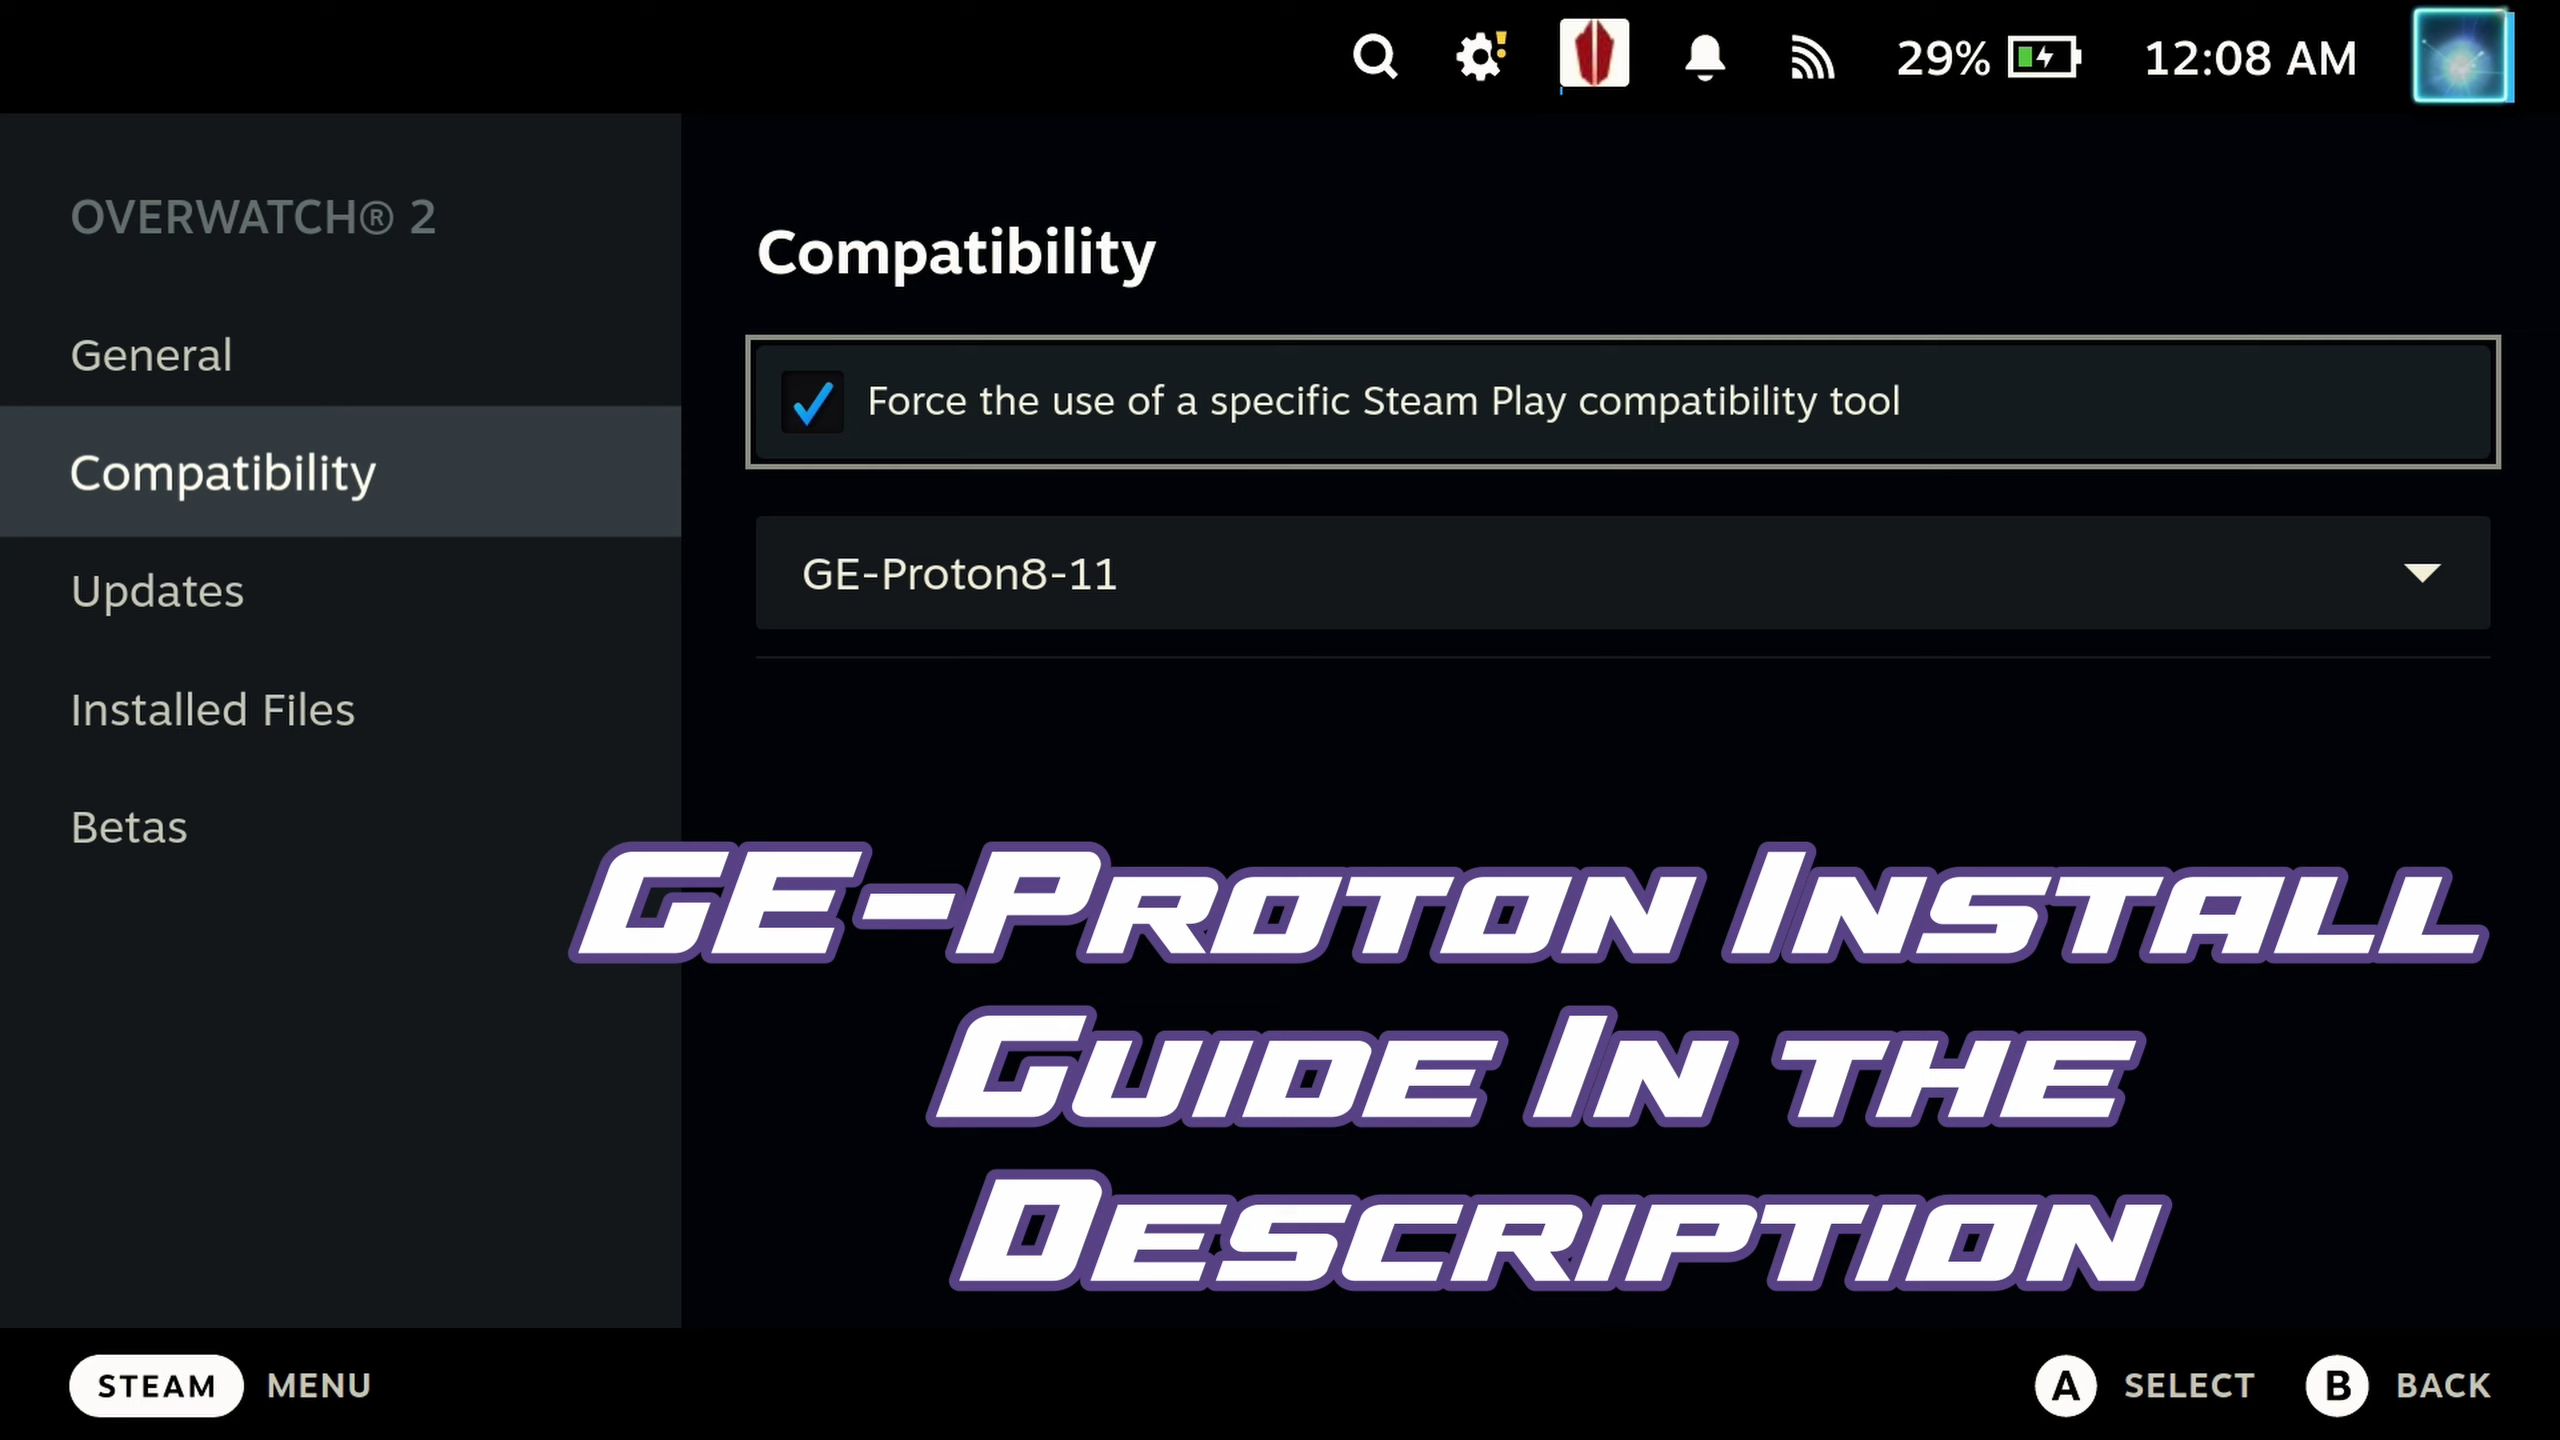 29%
12:08 AM
OVERWATCH® 2
General
Compatibility
Updates
Installed Files
Betas
Compatibility
Force the use of a specific Steam Play compatibility tool
GE-Proton8-11
GE-Proton Install
Guide In the
Description
STEAM MENU
A SELECT B BACK